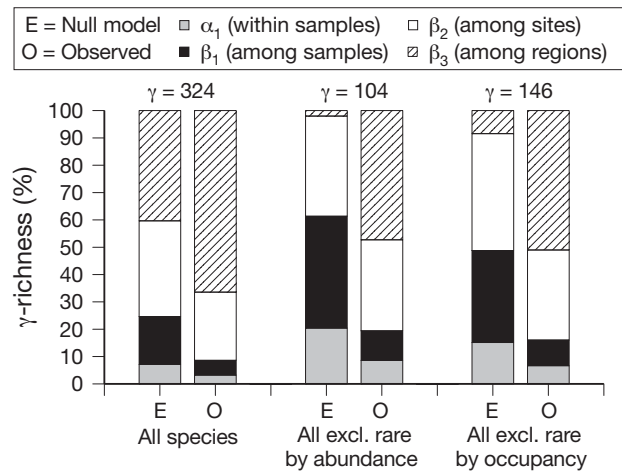 E = Null model α1 (within samples) β2 (among sites)
O = Observed β1 (among samples) β3 (among regions)
γ = 324 γ = 104 γ = 146
γ-richness (%)
100
90
80
70
60
50
40
30
20
10
0
E O E O E O
All species All excl. rare All excl. rare
by abundance by occupancy